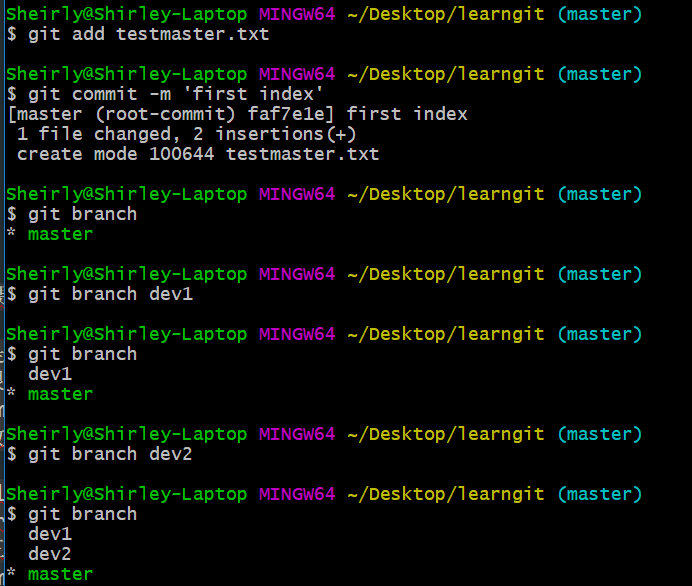 Sheirly@Shirley-Laptop MINGW64 ~/Desktop/learngit (master)
$ git add testmaster.txt
Sheirly@Shirley-Laptop MINGW64 ~/Desktop/learngit (master)
$ git commit -m 'first index'
[master (root-commit) faf7e1e] first index
 1 file changed, 2 insertions(+)
 create mode 100644 testmaster.txt
Sheirly@Shirley-Laptop MINGW64 ~/Desktop/learngit (master)
$ git branch
* master
Sheirly@Shirley-Laptop MINGW64 ~/Desktop/learngit (master)
$ git branch dev1
Sheirly@Shirley-Laptop MINGW64 ~/Desktop/learngit (master)
$ git branch
  dev1
* master
Sheirly@Shirley-Laptop MINGW64 ~/Desktop/learngit (master)
$ git branch dev2
Sheirly@Shirley-Laptop MINGW64 ~/Desktop/learngit (master)
$ git branch
  dev1
  dev2
* master